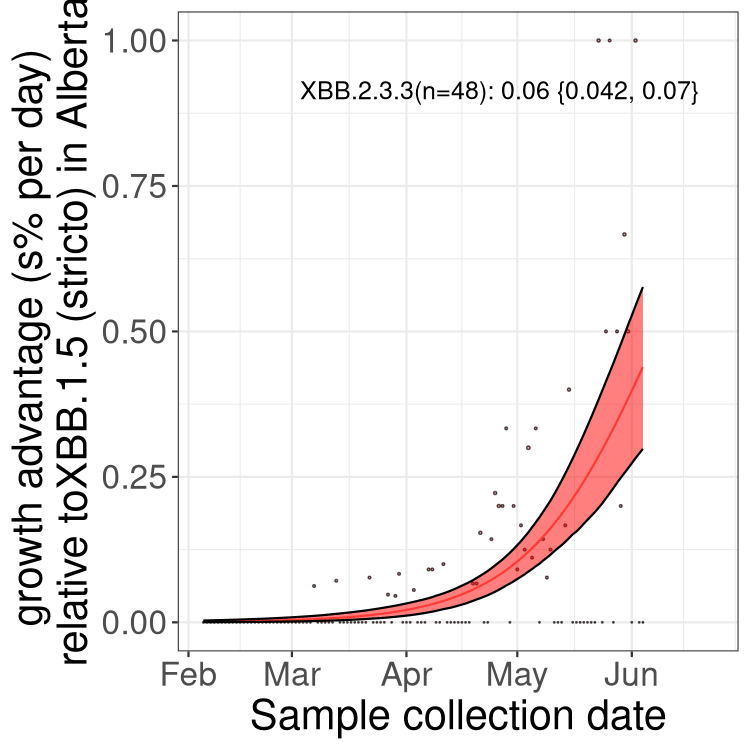 growth advantage (s% per day)
relative toXBB.1.5 (stricto) in Alberta
1.00
0.75
0.50
0.25
0.00
XBB.2.3.3(n=48): 0.06 {0.042, 0.07}
Feb Mar Apr May Jun
Sample collection date